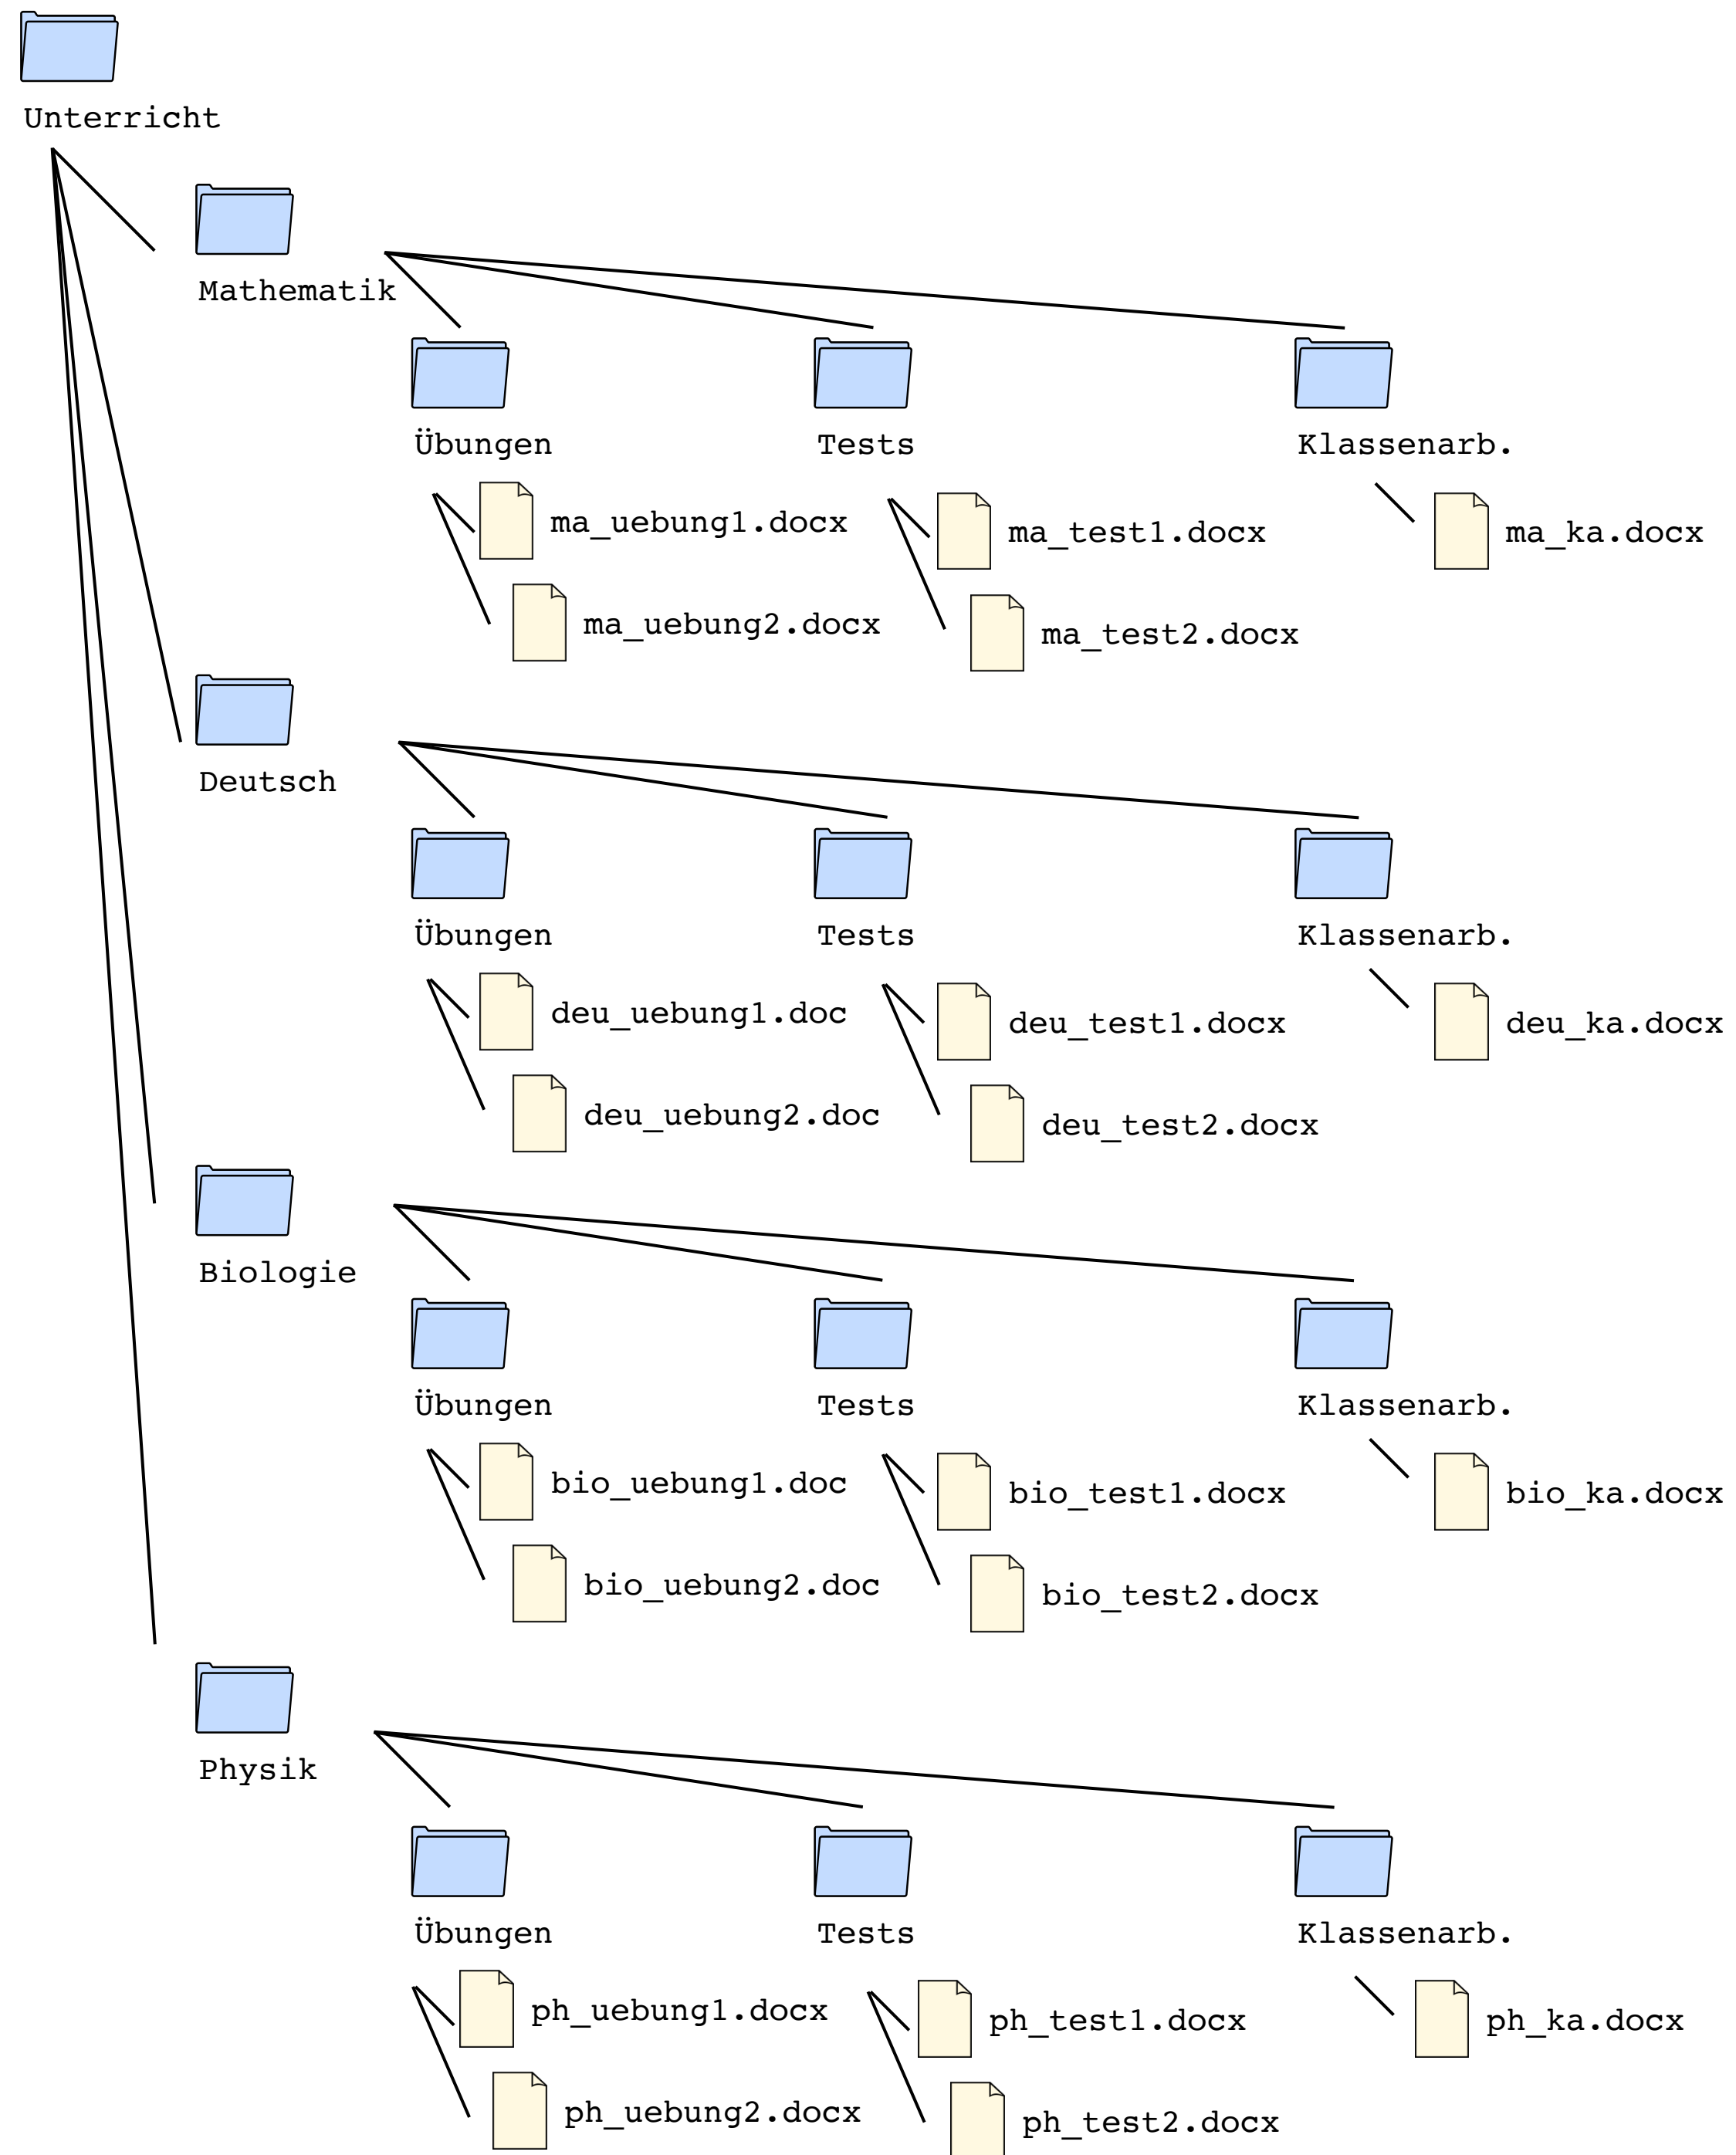 Unterricht
Mathematik
Übungen Tests Klassenarb.
ma_uebung1.docx ma_test1.docx ma_ka.docx
ma_uebung2.docx ma_test2.docx
Deutsch
Übungen Tests Klassenarb.
deu_uebung1.doc deu_test1.docx deu_ka.docx
deu_uebung2.doc deu_test2.docx
Biologie
Übungen Tests Klassenarb.
bio_uebung1.doc bio_test1.docx bio_ka.docx
bio_uebung2.doc bio_test2.docx
Physik
Übungen Tests Klassenarb.
ph_uebung1.docx ph_test1.docx ph_ka.docx
ph_uebung2.docx ph_test2.docx